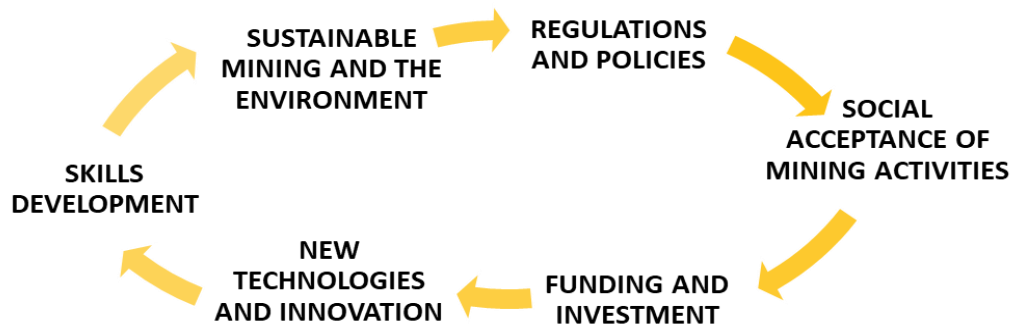 SUSTAINABLE
MINING AND THE
ENVIRONMENT
REGULATIONS
AND POLICIES
SOCIAL
ACCEPTANCE OF
MINING ACTIVITIES
FUNDING AND
INVESTMENT
NEW
TECHNOLOGIES
AND INNOVATION
SKILLS
DEVELOPMENT